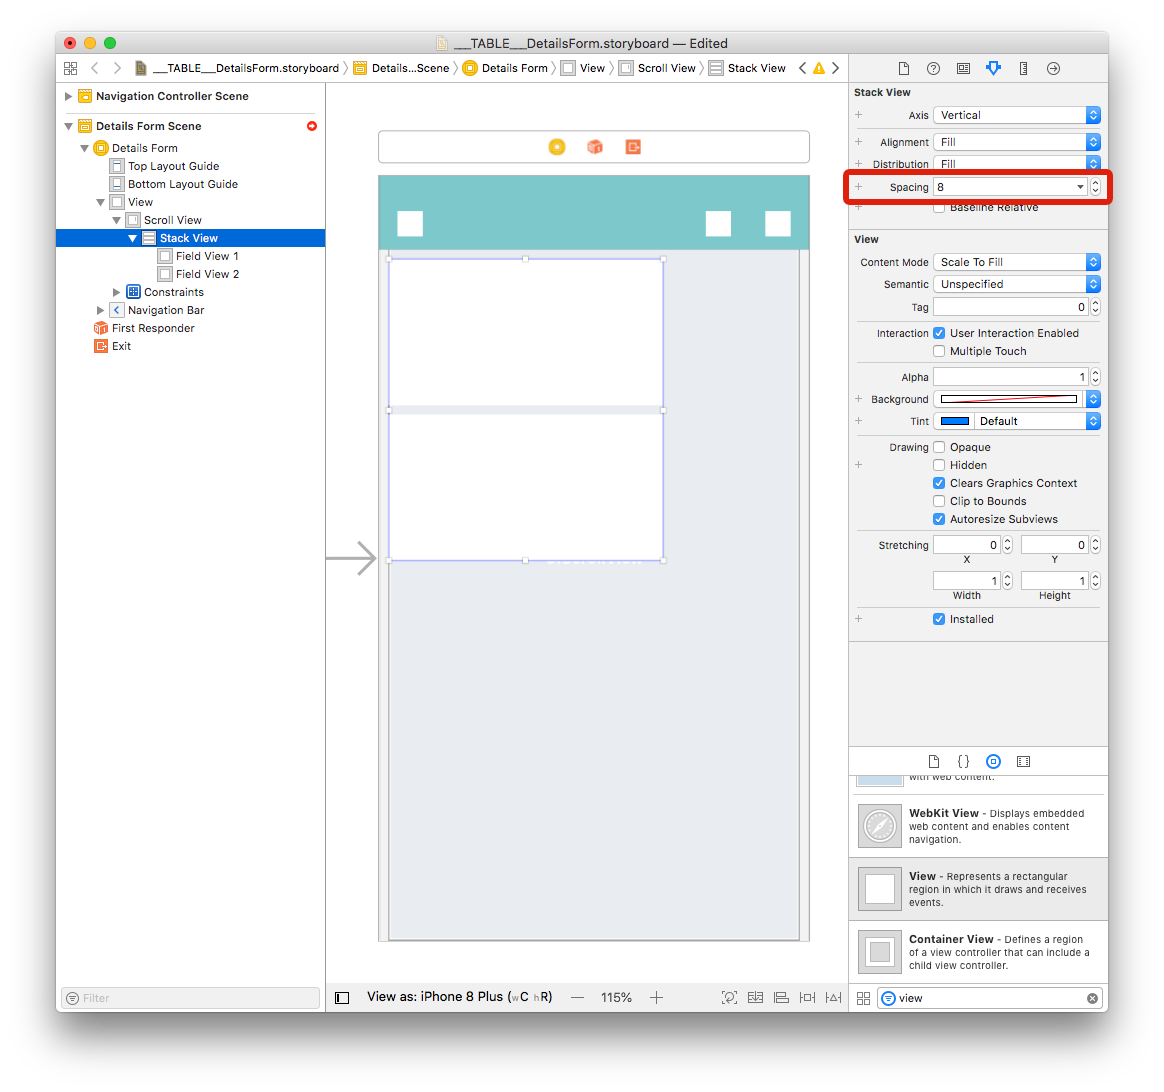 ___TABLE___DetailsForm.storyboard — Edited
___TABLE___DetailsForm.storyboard
Details...Scene
Details Form
View
Scroll View
Stack View
Navigation Controller Scene
Details Form Scene
Details Form
Top Layout Guide
Bottom Layout Guide
View
Scroll View
Stack View
Field View 1
Field View 2
Constraints
Navigation Bar
First Responder
Exit
Filter
View as: iPhone 8 Plus (wC hR)
115%
Stack View
Axis Vertical
Alignment Fill
Distribution Fill
Spacing 8
Baseline Relative
View
Content Mode Scale To Fill
Semantic Unspecified
Tag 0
Interaction User Interaction Enabled
Multiple Touch
Alpha 1
Background
Tint Default
Drawing Opaque
Hidden
Clears Graphics Context
Clip to Bounds
Autoresize Subviews
Stretching 0 0
X Y
1 1
Width Height
Installed
{ }
with web content.
WebKit View - Displays embedded
web content and enables content
navigation.
View - Represents a rectangular
region in which it draws and receives
events.
Container View - Defines a region
of a view controller that can include a
child view controller.
view